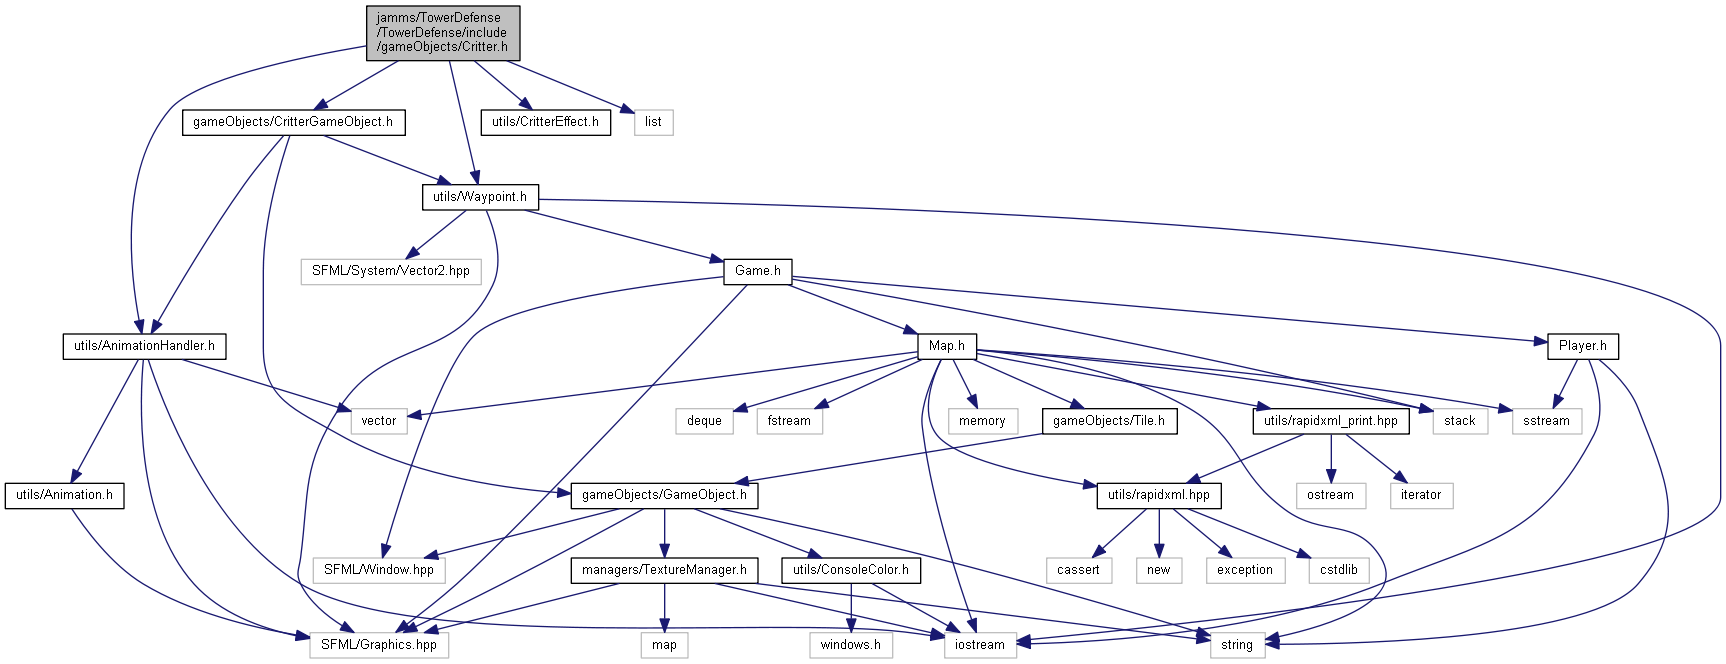 jamms/TowerDefense
/TowerDefense/include
/gameObjects/Critter.h
gameObjects/CritterGameObject.h
utils/CritterEffect.h
list
utils/Waypoint.h
SFML/System/Vector2.hpp
Game.h
utils/AnimationHandler.h
Map.h
Player.h
vector
deque
fstream
memory
gameObjects/Tile.h
utils/rapidxml_print.hpp
stack
sstream
utils/Animation.h
gameObjects/GameObject.h
utils/rapidxml.hpp
ostream
iterator
SFML/Window.hpp
managers/TextureManager.h
utils/ConsoleColor.h
cassert
new
exception
cstdlib
SFML/Graphics.hpp
map
windows.h
iostream
string